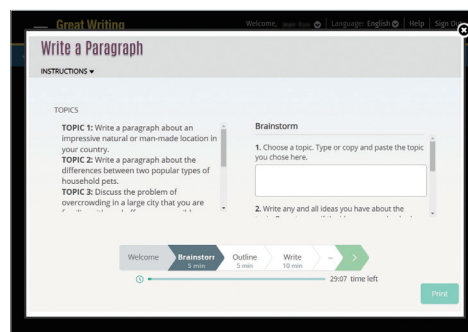 Great Writing
Welcome,
Language: English
Help
Sign Out
Write a Paragraph
INSTRUCTIONS
TOPICS
TOPIC 1: Write a paragraph about an
impressive natural or man-made location in
your country.
TOPIC 2: Write a paragraph about the
differences between two popular types of
household pets.
TOPIC 3: Discuss the problem of
overcrowding in a large city that you are
Brainstorm
1. Choose a topic. Type or copy and paste the topic
you chose here.
2. Write any and all ideas you have about the
Welcome
Brainstorr
5 min
Outline
5 min
Write
10 min
29:07 time left
Print